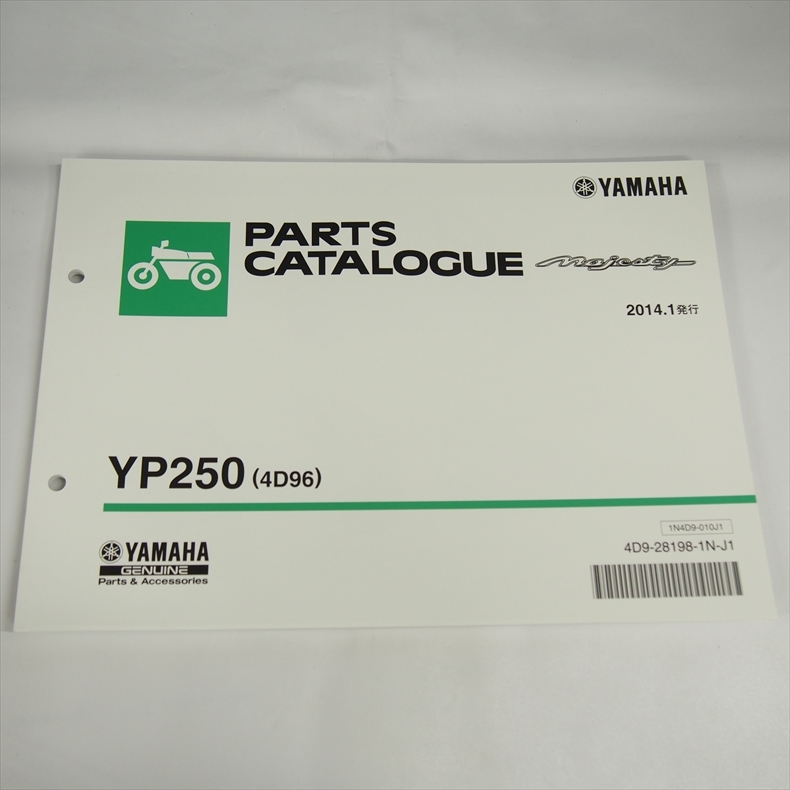 YAMAHA
PARTS
CATALOGUE Majesty
2014.1発行
YP250 (4D96)
1N4D9-010J1
4D9-28198-1N-J1
YAMAHA
GENUINE
Parts & Accessories